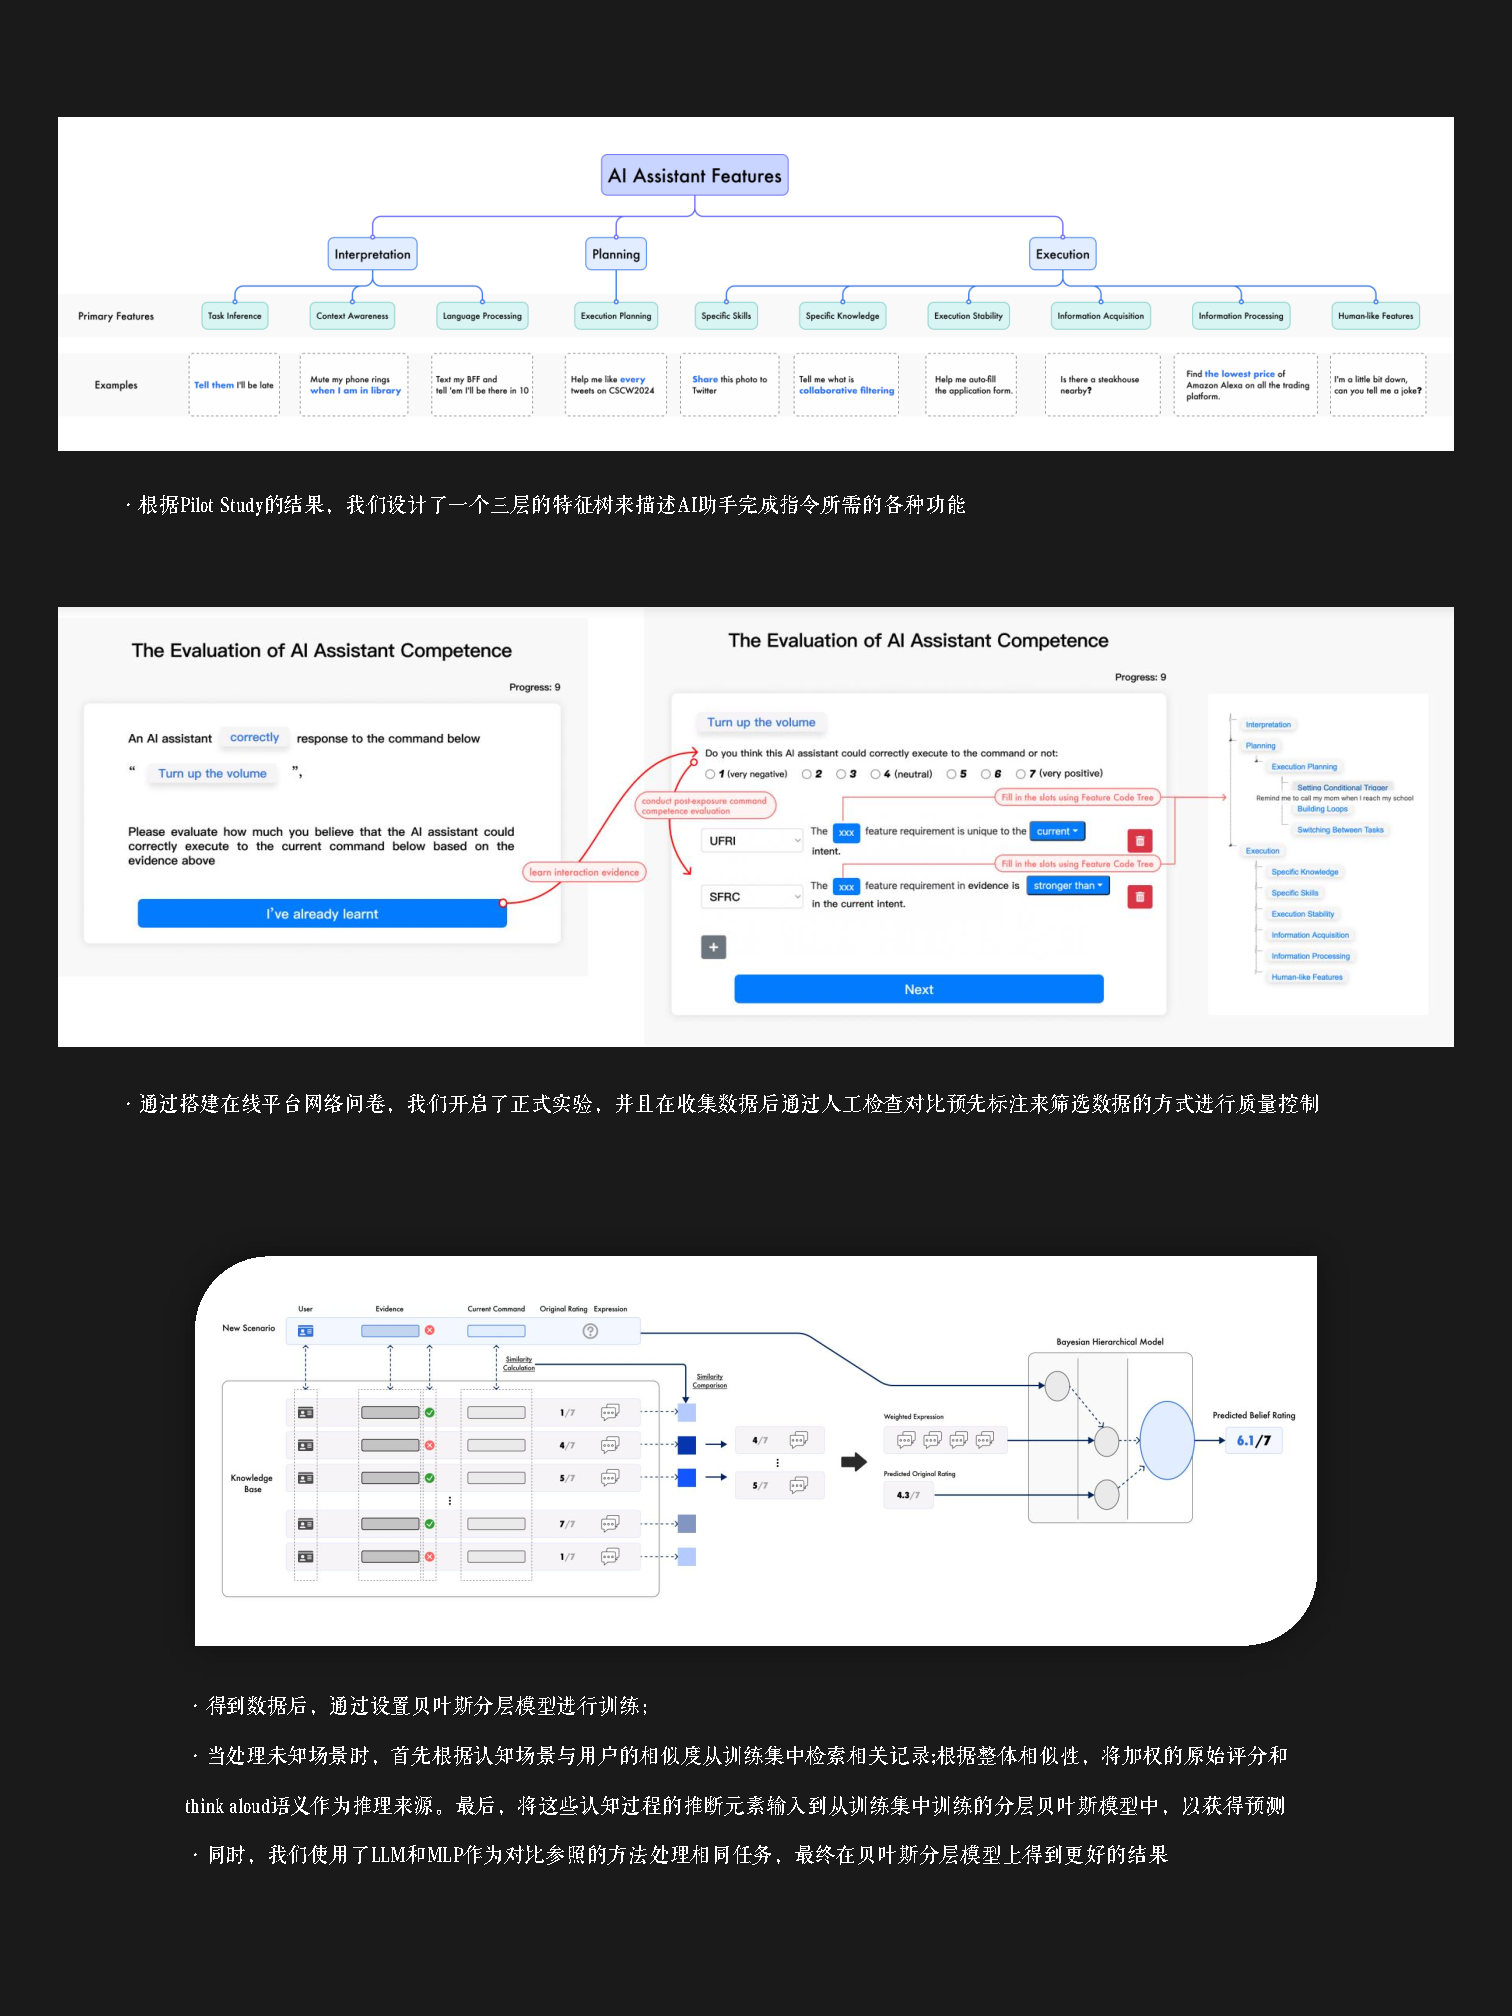 AI Assistant Features
Interpretation
Planning
Execution
Primary Features
Task Inference
Context Awareness
Language Processing
Execution Planning
Specific Skills
Specific Knowledge
Execution Stability
Information Acquisition
Information Processing
Human-like Features
Examples
Tell them I'll be late
Mute my phone rings
when I am in library
Text my BFF and
tell 'em I'll be there in 10
Help me like every
tweets on CSCW2024
Share this photo to
Twitter
Tell me what is
collaborative filtering
Help me auto-fill
the application form.
Is there a steakhouse
nearby?
Find the lowest price of
Amazon Alexa on all the trading
platform.
I'm a little bit down,
can you tell me a joke?
· 根据Pilot Study的结果，我们设计了一个三层的特征树来描述AI助手完成指令所需的各种功能
The Evaluation of AI Assistant Competence
Progress: 9
An AI assistant correctly response to the command below
“ Turn up the volume ”,
Please evaluate how much you believe that the AI assistant could
correctly execute to the current command below based on the
evidence above
I've already learnt
learn interaction evidence
The Evaluation of AI Assistant Competence
Progress: 9
Turn up the volume
Do you think this AI assistant could correctly execute to the command or not:
1 (very negative) 2 3 4 (neutral) 5 6 7 (very positive)
conduct post-exposure command
competence evaluation
Fill in the slots using Feature Code Tree
UFRI
The xxx feature requirement is unique to the current
intent.
Fill in the slots using Feature Code Tree
SFRC
The xxx feature requirement in evidence is stronger than
in the current intent.
+
Next
Interpretation
Planning
Execution Planning
Setting Conditional Trigger
Remind me to call my mom when I reach my school
Building Loops
Switching Between Tasks
Execution
Specific Knowledge
Specific Skills
Execution Stability
Information Acquisition
Information Processing
Human-like Features
· 通过搭建在线平台网络问卷，我们开启了正式实验，并且在收集数据后通过人工检查对比预先标注来筛选数据的方式进行质量控制
User
Evidence
Current Command
Original Rating
Expression
New Scenario
Similarity
Calculation
Similarity
Comparison
Knowledge
Base
1/7
4/7
5/7
7/7
1/7
4/7
5/7
Weighted Expression
Predicted Original Rating
4.3/7
Bayesian Hierarchical Model
Predicted Belief Rating
6.1/7
· 得到数据后，通过设置贝叶斯分层模型进行训练；
· 当处理未知场景时，首先根据认知场景与用户的相似度从训练集中检索相关记录;根据整体相似性，将加权的原始评分和
think aloud语义作为推理来源。最后，将这些认知过程的推断元素输入到从训练集中训练的分层贝叶斯模型中，以获得预测
· 同时，我们使用了LLM和MLP作为对比参照的方法处理相同任务，最终在贝叶斯分层模型上得到更好的结果